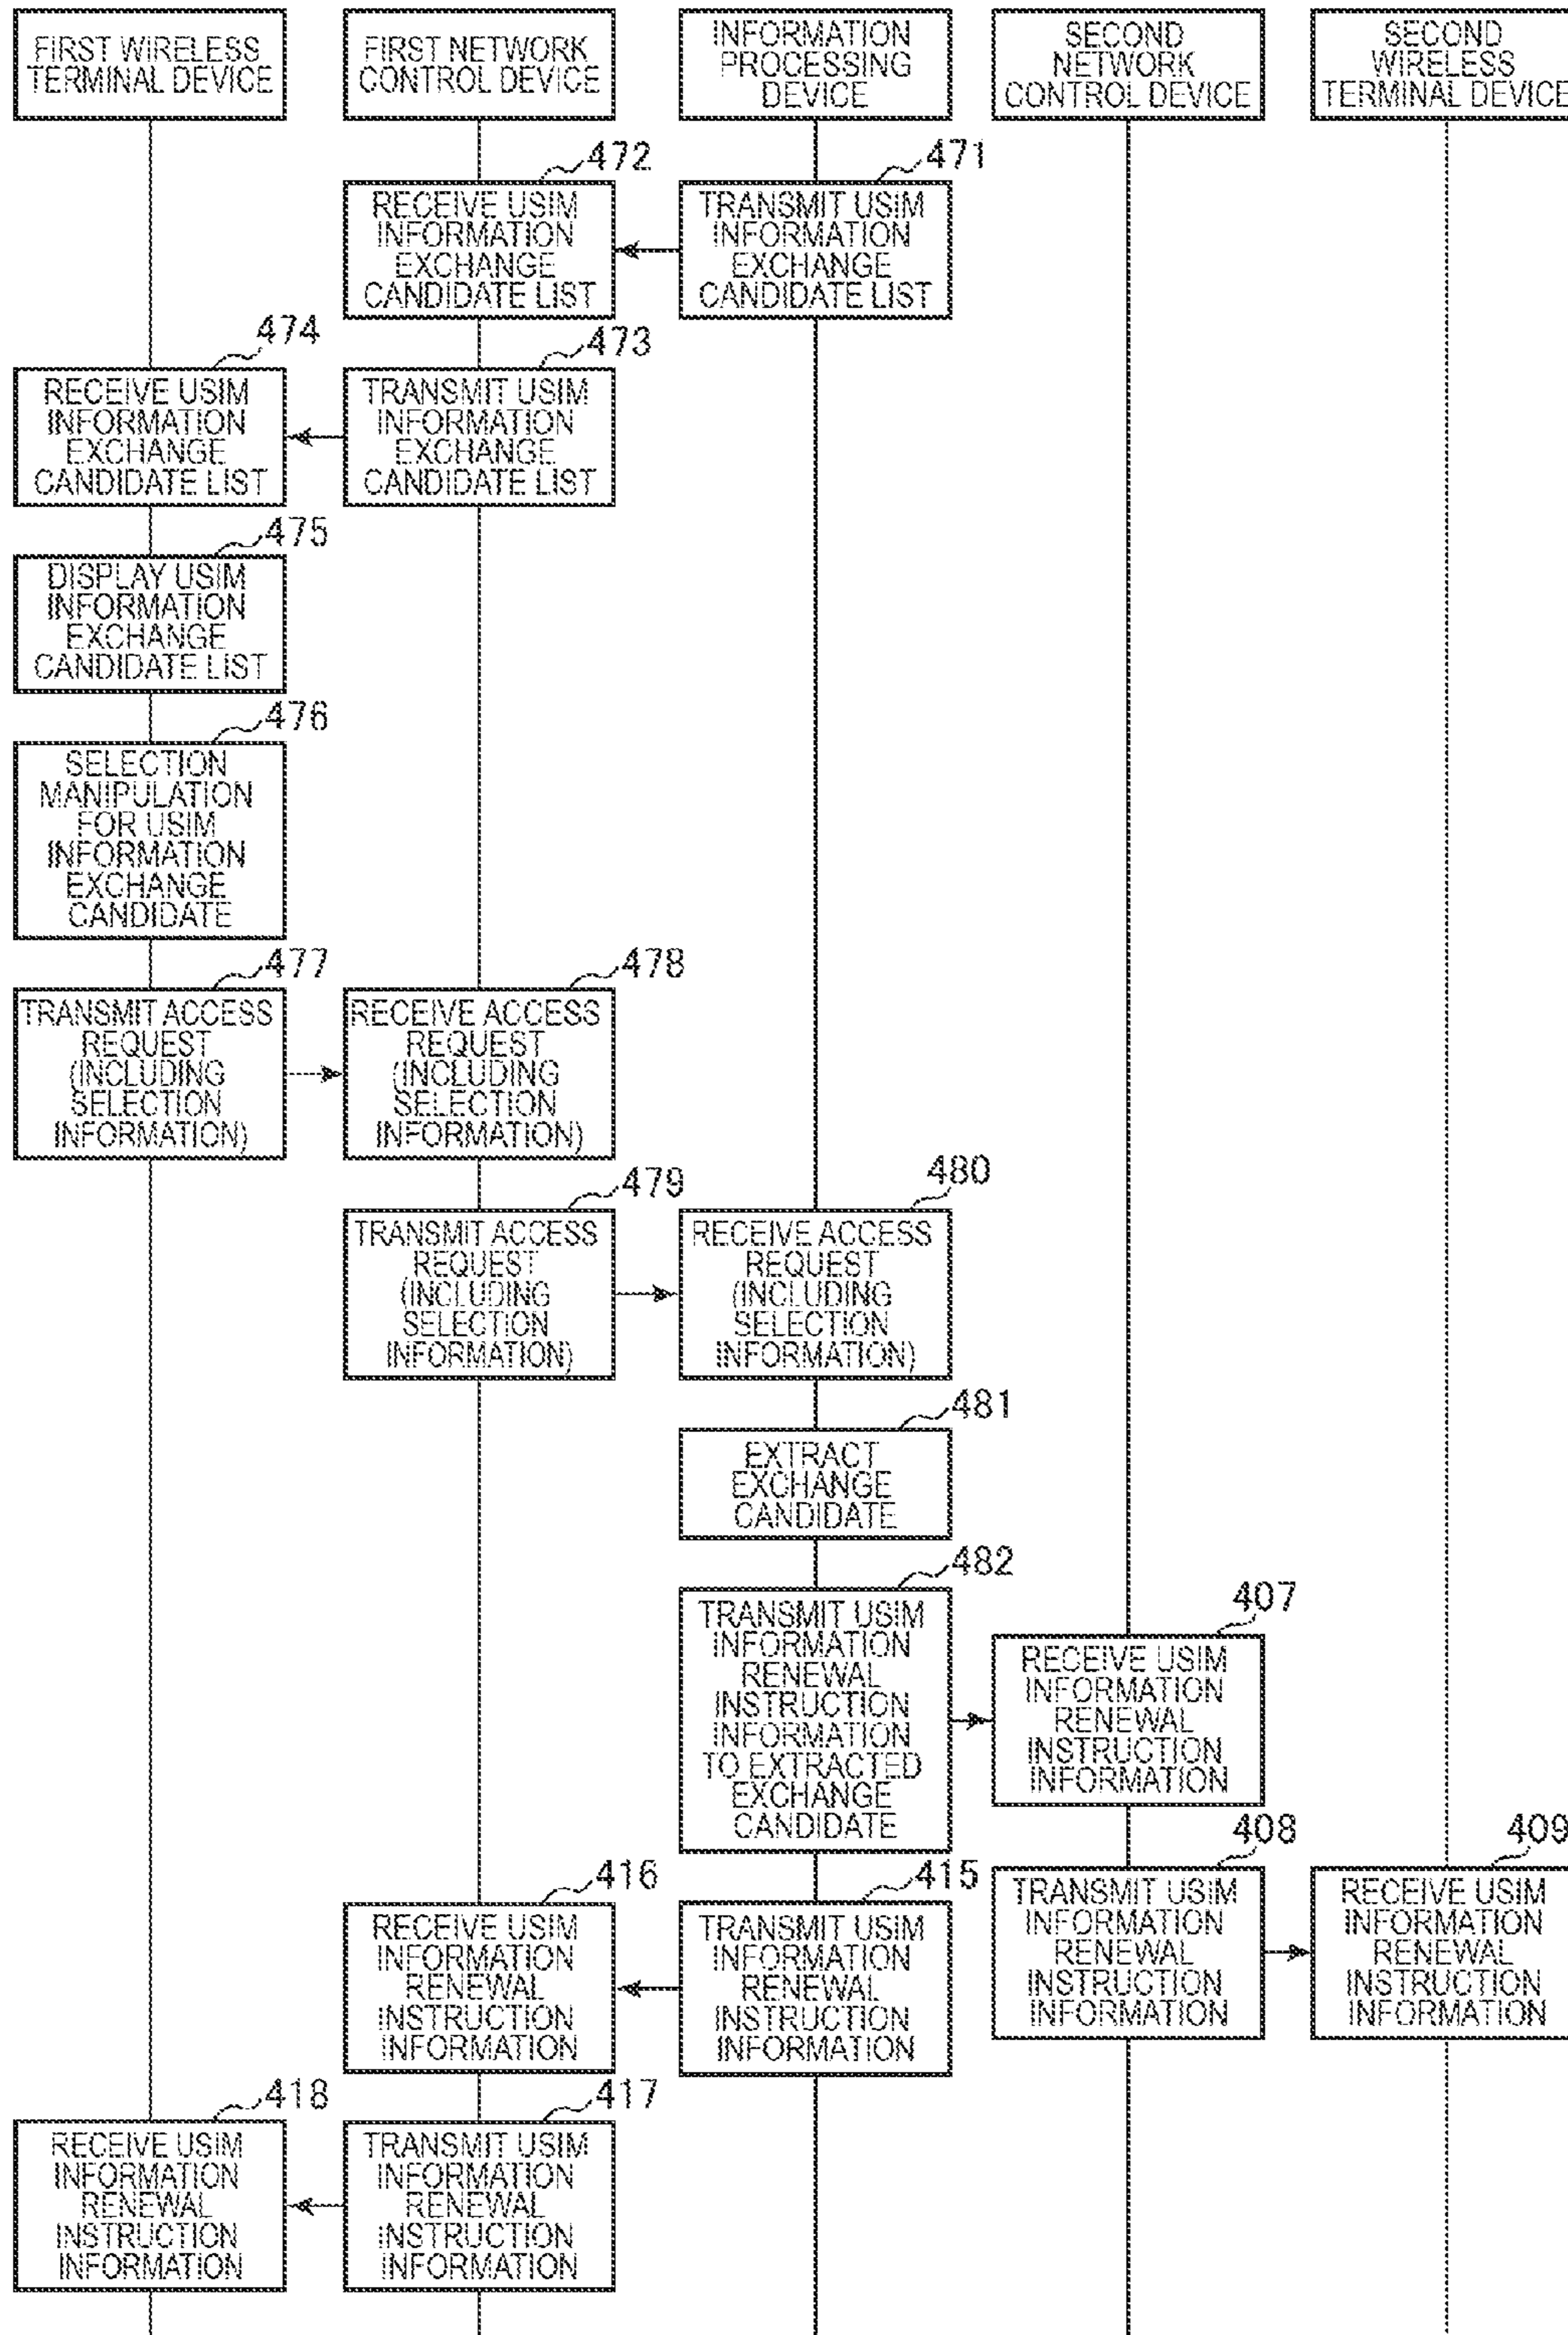 FIRST WIRELESS
TERMINAL DEVICE
FIRST NETWORK
CONTROL DEVICE
INFORMATION
PROCESSING
DEVICE
SECOND
NETWORK
CONTROL DEVICE
SECOND
WIRELESS
TERMINAL DEVICE
472
RECEIVE USIM
INFORMATION
EXCHANGE
CANDIDATE LIST
471
TRANSMIT USIM
INFORMATION
EXCHANGE
CANDIDATE LIST
474
RECEIVE USIM
INFORMATION
EXCHANGE
CANDIDATE LIST
473
TRANSMIT USIM
INFORMATION
EXCHANGE
CANDIDATE LIST
475
DISPLAY USIM
INFORMATION
EXCHANGE
CANDIDATE LIST
476
SELECTION
MANIPULATION
FOR USIM
INFORMATION
EXCHANGE
CANDIDATE
477
TRANSMIT ACCESS
REQUEST
(INCLUDING
SELECTION
INFORMATION)
478
RECEIVE ACCESS
REQUEST
(INCLUDING
SELECTION
INFORMATION)
479
TRANSMIT ACCESS
REQUEST
(INCLUDING
SELECTION
INFORMATION)
480
RECEIVE ACCESS
REQUEST
(INCLUDING
SELECTION
INFORMATION)
481
EXTRACT
EXCHANGE
CANDIDATE
482
TRANSMIT USIM
INFORMATION
RENEWAL
INSTRUCTION
INFORMATION
TO EXTRACTED
EXCHANGE
CANDIDATE
407
RECEIVE USIM
INFORMATION
RENEWAL
INSTRUCTION
INFORMATION
408
TRANSMIT USIM
INFORMATION
RENEWAL
INSTRUCTION
INFORMATION
409
RECEIVE USIM
INFORMATION
RENEWAL
INSTRUCTION
INFORMATION
416
RECEIVE USIM
INFORMATION
RENEWAL
INSTRUCTION
INFORMATION
415
TRANSMIT USIM
INFORMATION
RENEWAL
INSTRUCTION
INFORMATION
418
RECEIVE USIM
INFORMATION
RENEWAL
INSTRUCTION
INFORMATION
417
TRANSMIT USIM
INFORMATION
RENEWAL
INSTRUCTION
INFORMATION